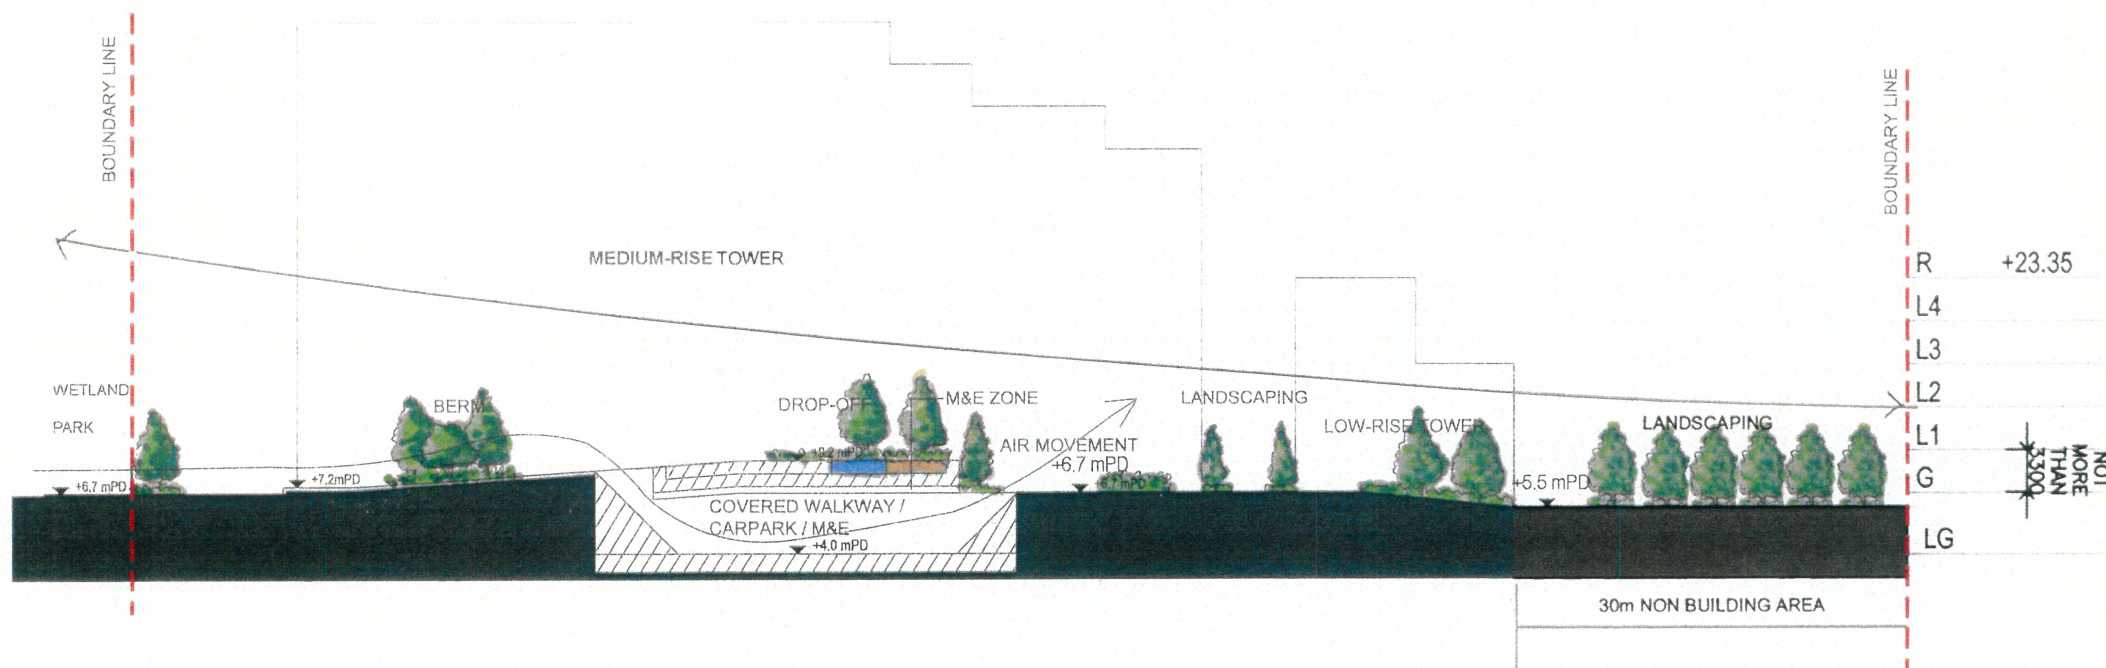 BOUNDARY LINE
BOUNDARY LINE
MEDIUM-RISE TOWER
R +23.35
L4
L3
L2
L1
G
LG
NOT
MORE
THAN
3300
WETLAND
PARK
BERM
DROP-OFF
M&E ZONE
LANDSCAPING
LOW-RISE TOWER
LANDSCAPING
AIR MOVEMENT
+6.7 mPD
+6.7 mPD
+7.2mPD
+5.5 mPD
COVERED WALKWAY /
CARPARK / M&E
+4.0 mPD
30m NON BUILDING AREA